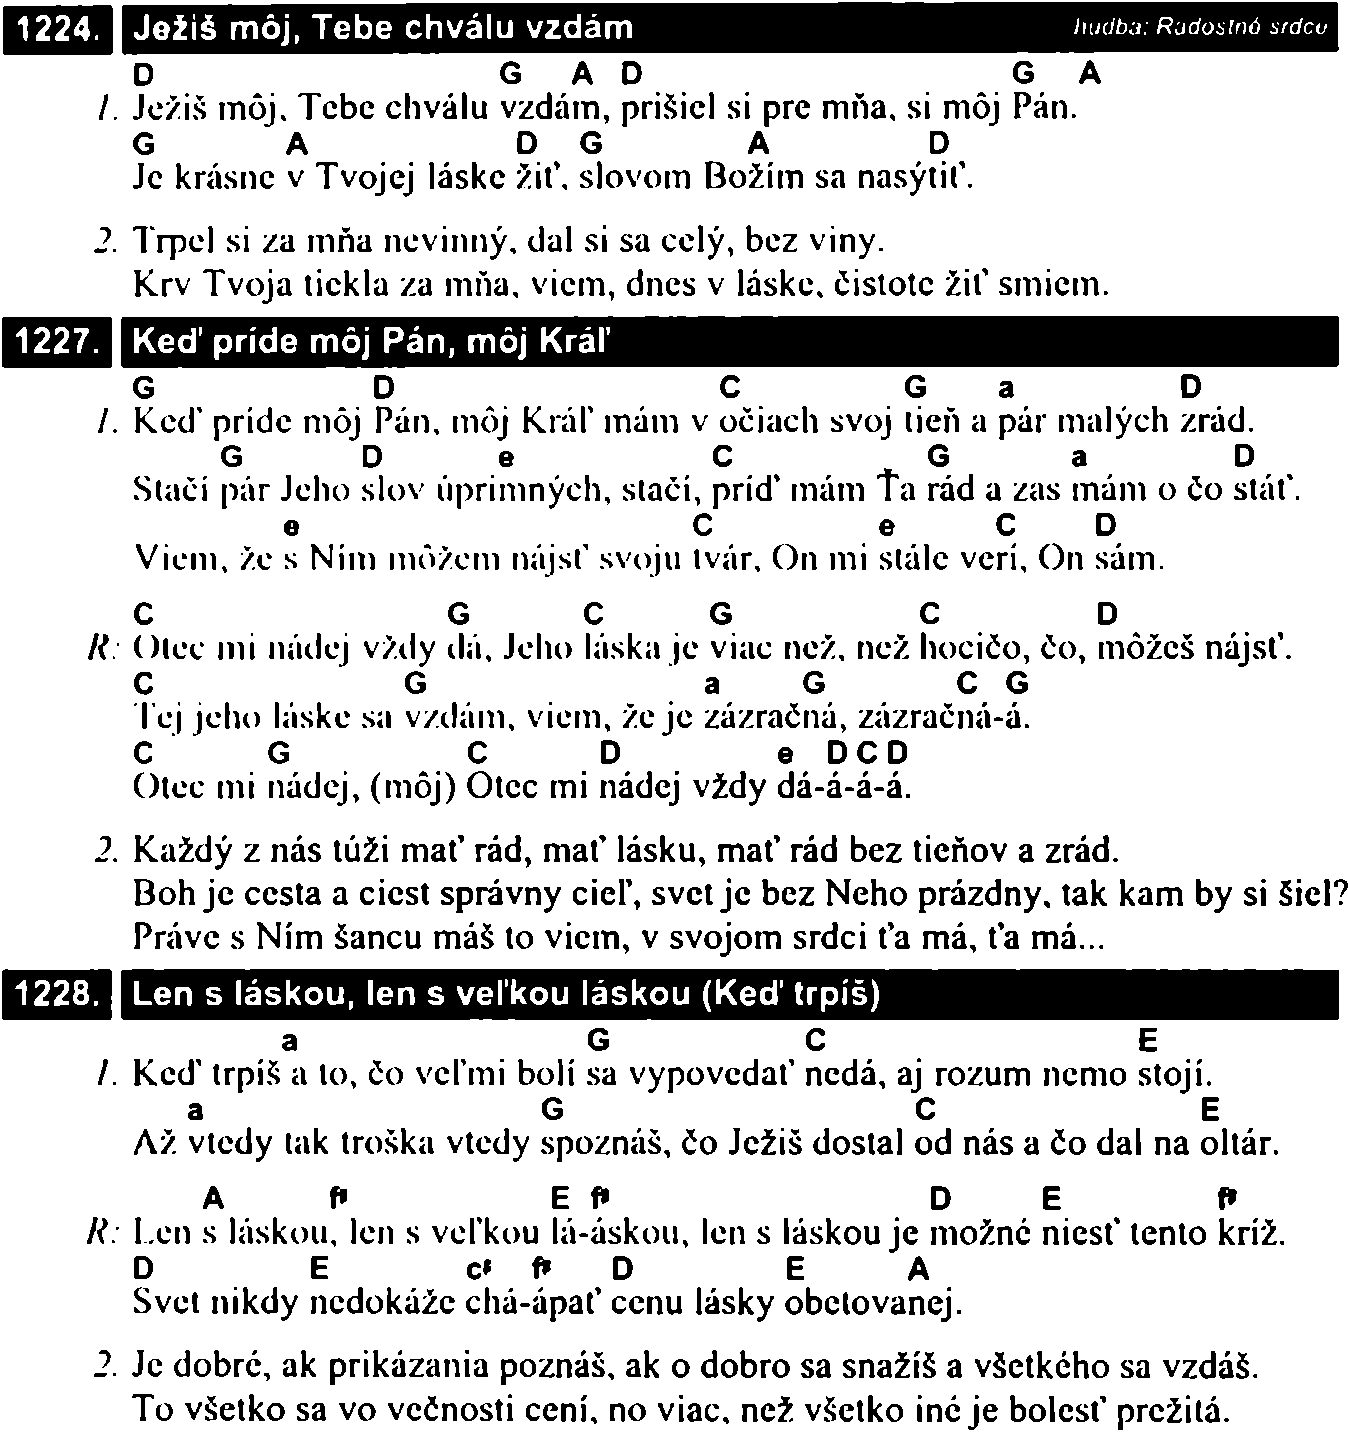 1224. Ježiš môj, Tebe chválu vzdám hudba: Radostné srdce
D G A D G A
1. Ježiš môj, Tebe chválu vzdám, prišiel si pre mňa, si môj Pán.
G A D G A D
Je krásne v Tvojej láske žiť, slovom Božím sa nasýtiť.
2. Trpel si za mňa nevinný, dal si sa celý, bez viny.
Krv Tvoja tiekla za mňa, viem, dnes v láske, čistote žiť smiem.
1227. Keď príde môj Pán, môj Kráľ
G D C G a D
1. Keď príde môj Pán, môj Kráľ mám v očiach svoj tieň a pár malých zrád.
G D e C G a D
Stačí pár Jeho slov úprimných, stačí, príď mám Ťa rád a zas mám o čo stáť.
e C e C D
Viem, že s Ním môžem nájsť svoju tvár, On mi stále verí, On sám.
C G C G C D
R: Otec mi nádej vždy dá, Jeho láska je viac než, než hocičo, čo, môžeš nájsť.
C G a G C G
Tej jeho láske sa vzdám, viem, že je zázračná, zázračná-á.
C G C D e D C D
Otec mi nádej, (môj) Otec mi nádej vždy dá-á-á-á.
2. Každý z nás túži mať rád, mať lásku, mať rád bez tieňov a zrád.
Boh je cesta a ciest správny cieľ, svet je bez Neho prázdny, tak kam by si šiel?
Práve s Ním šancu máš to viem, v svojom srdci ťa má, ťa má...
1228. Len s láskou, len s veľkou láskou (Keď trpíš)
a G C E
1. Keď trpíš a to, čo veľmi bolí sa vypovedať nedá, aj rozum nemo stojí.
a G C E
Až vtedy tak troška vtedy spoznáš, čo Ježiš dostal od nás a čo dal na oltár.
A f# E f# D E f#
R: Len s láskou, len s veľkou lá-áskou, len s láskou je možné niesť tento kríž.
D E c# f# D E A
Svet nikdy nedokáže chá-ápať cenu lásky obetovanej.
2. Je dobré, ak prikázania poznáš, ak o dobro sa snažíš a všetkého sa vzdáš.
To všetko sa vo večnosti cení, no viac, než všetko iné je bolesť prežitá.